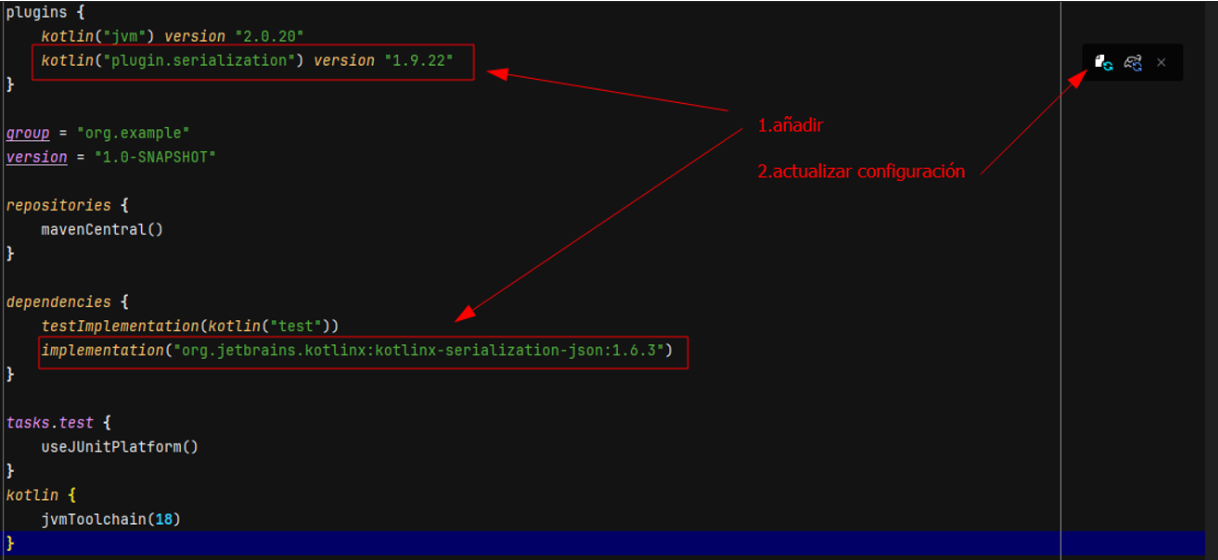 plugins {
kotlin("jvm") version "2.0.20"
kotlin("plugin.serialization") version "1.9.22"
}
1.añadir
group = "org.example"
version = "1.0-SNAPSHOT"
2.actualizar configuración
repositories {
mavenCentral()
}
dependencies {
testImplementation(kotlin("test"))
implementation("org.jetbrains.kotlinx:kotlinx-serialization-json:1.6.3")
}
tasks.test {
useJUnitPlatform()
}
kotlin {
jvmToolchain(18)
}